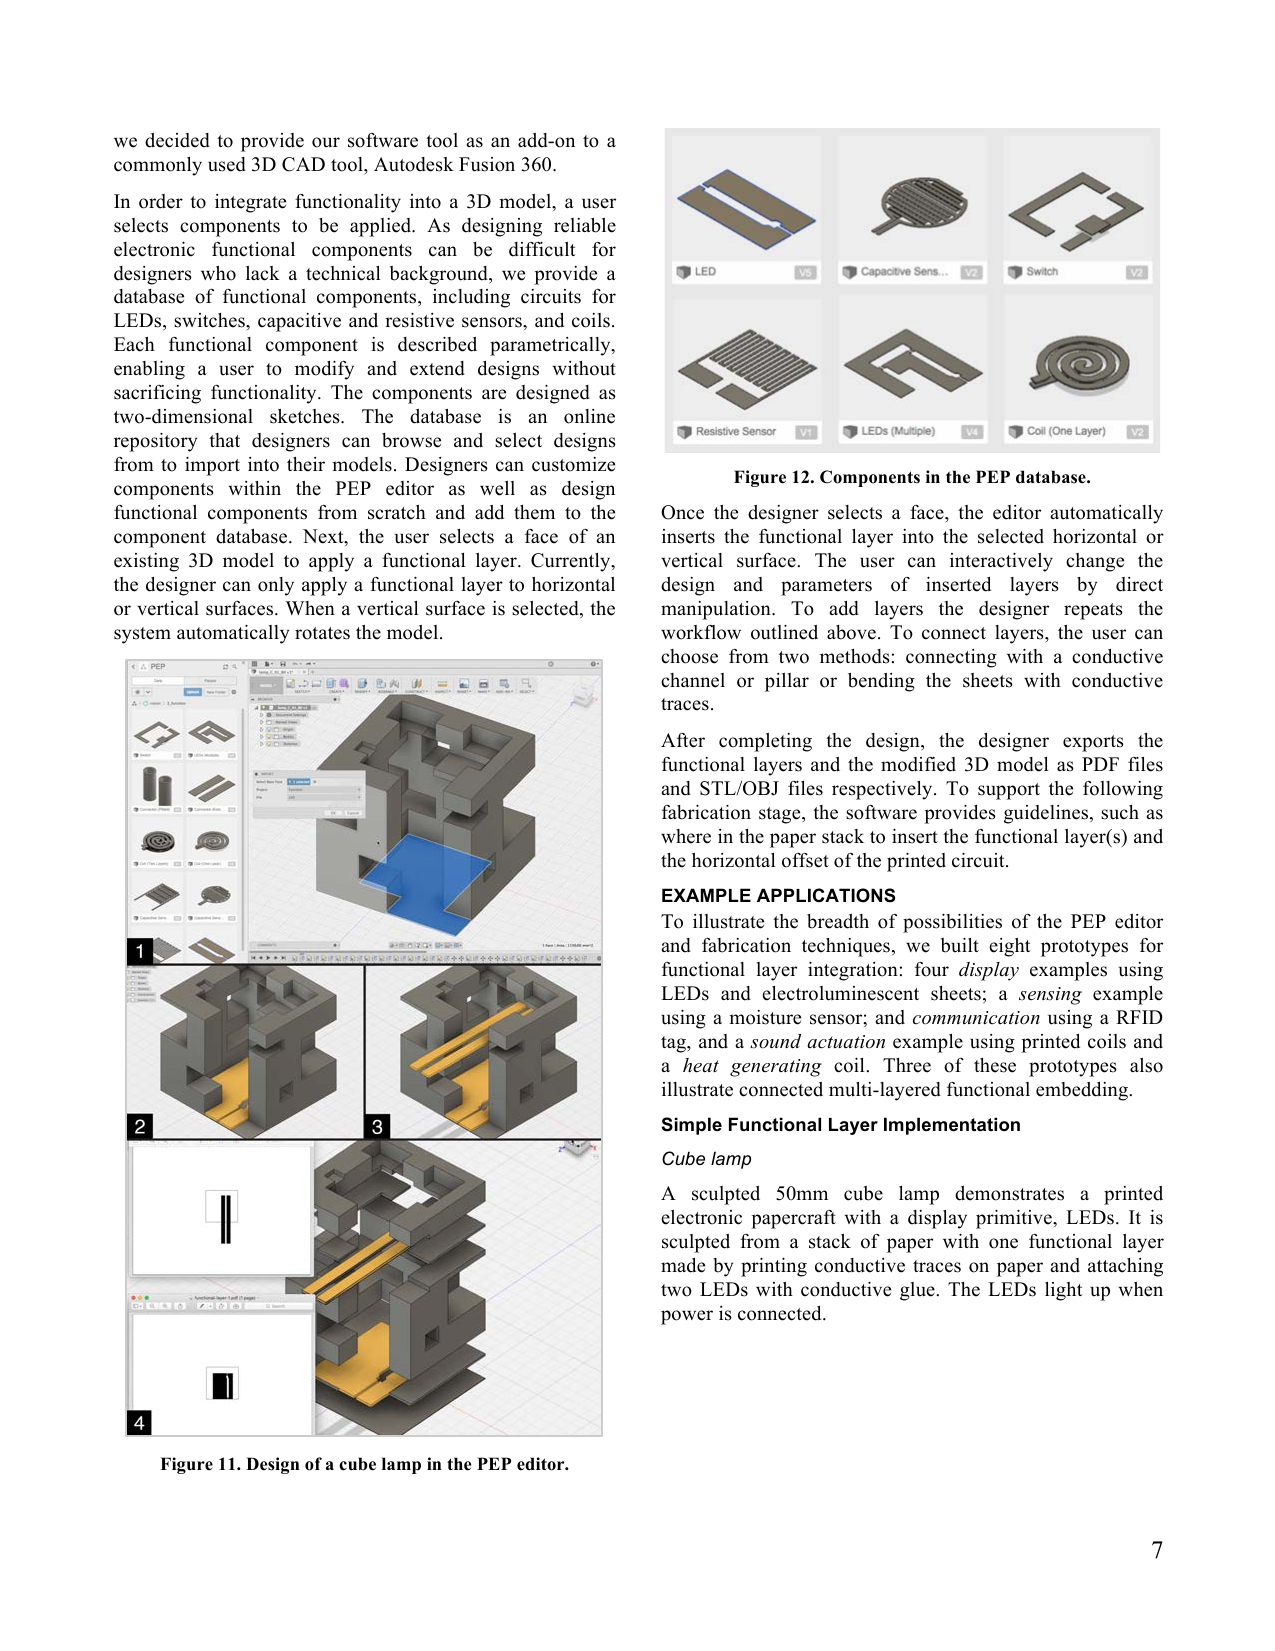 we decided to provide our software tool as an add-on to a
commonly used 3D CAD tool, Autodesk Fusion 360.
In order to integrate functionality into a 3D model, a user
selects components to be applied. As designing reliable
electronic functional components can be difficult for
designers who lack a technical background, we provide a
database of functional components, including circuits for
LEDs, switches, capacitive and resistive sensors, and coils.
Each functional component is described parametrically,
enabling a user to modify and extend designs without
sacrificing functionality. The components are designed as
two-dimensional sketches. The database is an online
repository that designers can browse and select designs
from to import into their models. Designers can customize
components within the PEP editor as well as design
functional components from scratch and add them to the
component database. Next, the user selects a face of an
existing 3D model to apply a functional layer. Currently,
the designer can only apply a functional layer to horizontal
or vertical surfaces. When a vertical surface is selected, the
system automatically rotates the model.
PEP
1
2
3
4
Figure 11. Design of a cube lamp in the PEP editor.
LED V5
Capacitive Sens... V2
Switch V2
Resistive Sensor V1
LEDs (Multiple) V4
Coil (One Layer) V2
Figure 12. Components in the PEP database.
Once the designer selects a face, the editor automatically
inserts the functional layer into the selected horizontal or
vertical surface. The user can interactively change the
design and parameters of inserted layers by direct
manipulation. To add layers the designer repeats the
workflow outlined above. To connect layers, the user can
choose from two methods: connecting with a conductive
channel or pillar or bending the sheets with conductive
traces.
After completing the design, the designer exports the
functional layers and the modified 3D model as PDF files
and STL/OBJ files respectively. To support the following
fabrication stage, the software provides guidelines, such as
where in the paper stack to insert the functional layer(s) and
the horizontal offset of the printed circuit.
EXAMPLE APPLICATIONS
To illustrate the breadth of possibilities of the PEP editor
and fabrication techniques, we built eight prototypes for
functional layer integration: four display examples using
LEDs and electroluminescent sheets; a sensing example
using a moisture sensor; and communication using a RFID
tag, and a sound actuation example using printed coils and
a heat generating coil. Three of these prototypes also
illustrate connected multi-layered functional embedding.
Simple Functional Layer Implementation
Cube lamp
A sculpted 50mm cube lamp demonstrates a printed
electronic papercraft with a display primitive, LEDs. It is
sculpted from a stack of paper with one functional layer
made by printing conductive traces on paper and attaching
two LEDs with conductive glue. The LEDs light up when
power is connected.
7